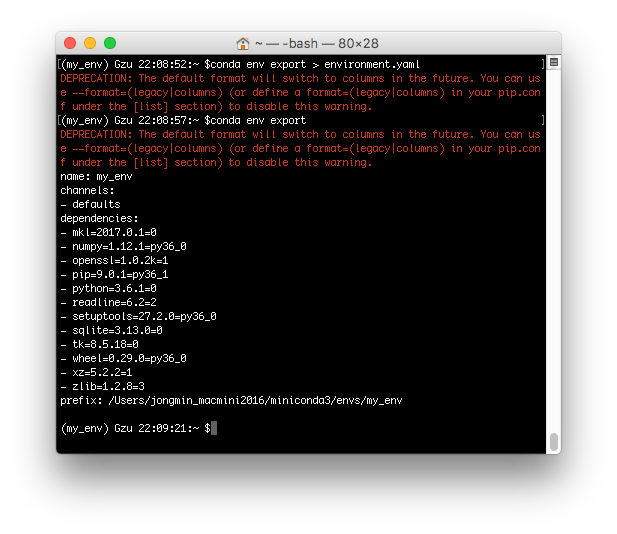 ~ — -bash — 80×28
[(my_env) Gzu 22:08:52:~ $conda env export > environment.yaml ]
DEPRECATION: The default format will switch to columns in the future. You can us
e --format=(legacy|columns) (or define a format=(legacy|columns) in your pip.con
f under the [list] section) to disable this warning.
[(my_env) Gzu 22:08:57:~ $conda env export ]
DEPRECATION: The default format will switch to columns in the future. You can us
e --format=(legacy|columns) (or define a format=(legacy|columns) in your pip.con
f under the [list] section) to disable this warning.
name: my_env
channels:
- defaults
dependencies:
- mkl=2017.0.1=0
- numpy=1.12.1=py36_0
- openssl=1.0.2k=1
- pip=9.0.1=py36_1
- python=3.6.1=0
- readline=6.2=2
- setuptools=27.2.0=py36_0
- sqlite=3.13.0=0
- tk=8.5.18=0
- wheel=0.29.0=py36_0
- xz=5.2.2=1
- zlib=1.2.8=3
prefix: /Users/jongmin_macmini2016/miniconda3/envs/my_env
(my_env) Gzu 22:09:21:~ $